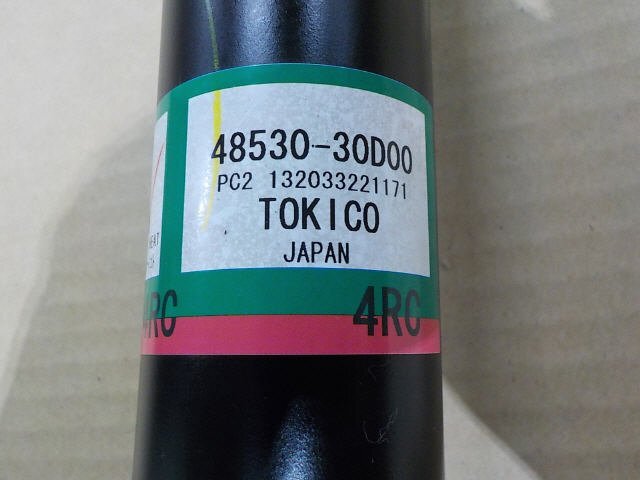 48530-30D00
PC2 132033221171
TOKICO
JAPAN
4RC
4RC